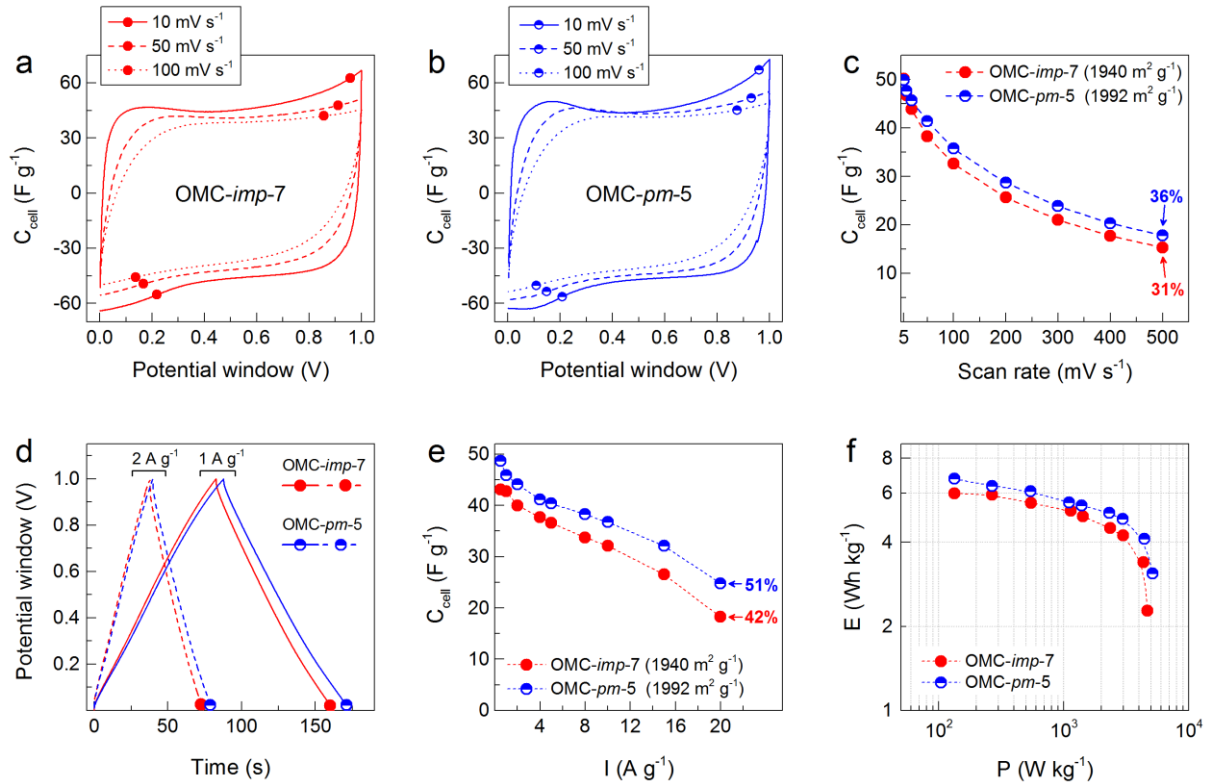 a
10 mV s⁻¹
50 mV s⁻¹
100 mV s⁻¹
60
30
0
-30
-60
C_cell (F g⁻¹)
OMC-imp-7
0.0 0.2 0.4 0.6 0.8 1.0
Potential window (V)
b
10 mV s⁻¹
50 mV s⁻¹
100 mV s⁻¹
60
30
0
-30
-60
C_cell (F g⁻¹)
OMC-pm-5
0.0 0.2 0.4 0.6 0.8 1.0
Potential window (V)
c
OMC-imp-7 (1940 m² g⁻¹)
OMC-pm-5 (1992 m² g⁻¹)
50
40
30
20
10
C_cell (F g⁻¹)
36%
31%
5 100 200 300 400 500
Scan rate (mV s⁻¹)
d
2 A g⁻¹ 1 A g⁻¹
OMC-imp-7
OMC-pm-5
1.0
0.8
0.6
0.4
0.2
Potential window (V)
0 50 100 150
Time (s)
e
50
40
30
20
10
0
C_cell (F g⁻¹)
51%
42%
OMC-imp-7 (1940 m² g⁻¹)
OMC-pm-5 (1992 m² g⁻¹)
4 8 12 16 20
I (A g⁻¹)
f
8
6
4
2
1
E (Wh kg⁻¹)
OMC-imp-7
OMC-pm-5
10² 10³ 10⁴
P (W kg⁻¹)